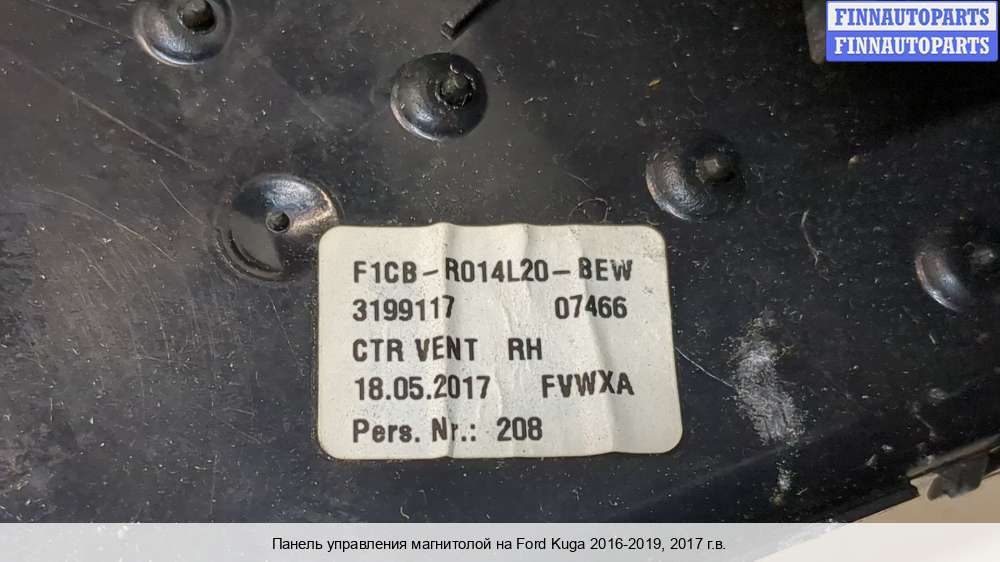 FINNAUTOPARTS
FINNAUTOPARTS
F1CB-R014L20-BEW
3199117 07466
CTR VENT RH
18.05.2017 FVWXA
Pers. Nr.: 208
Панель управления магнитолой на Ford Kuga 2016-2019, 2017 г.в.